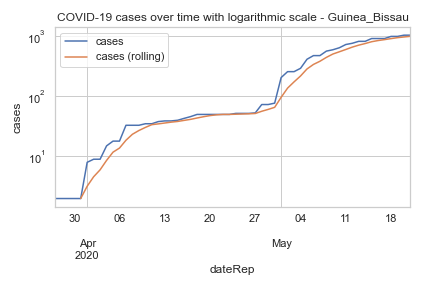 COVID-19 cases over time with logarithmic scale - Guinea_Bissau
cases
cases (rolling)
10³
10²
10¹
cases
30 06 13 20 27 04 11 18
Apr May
2020
dateRep